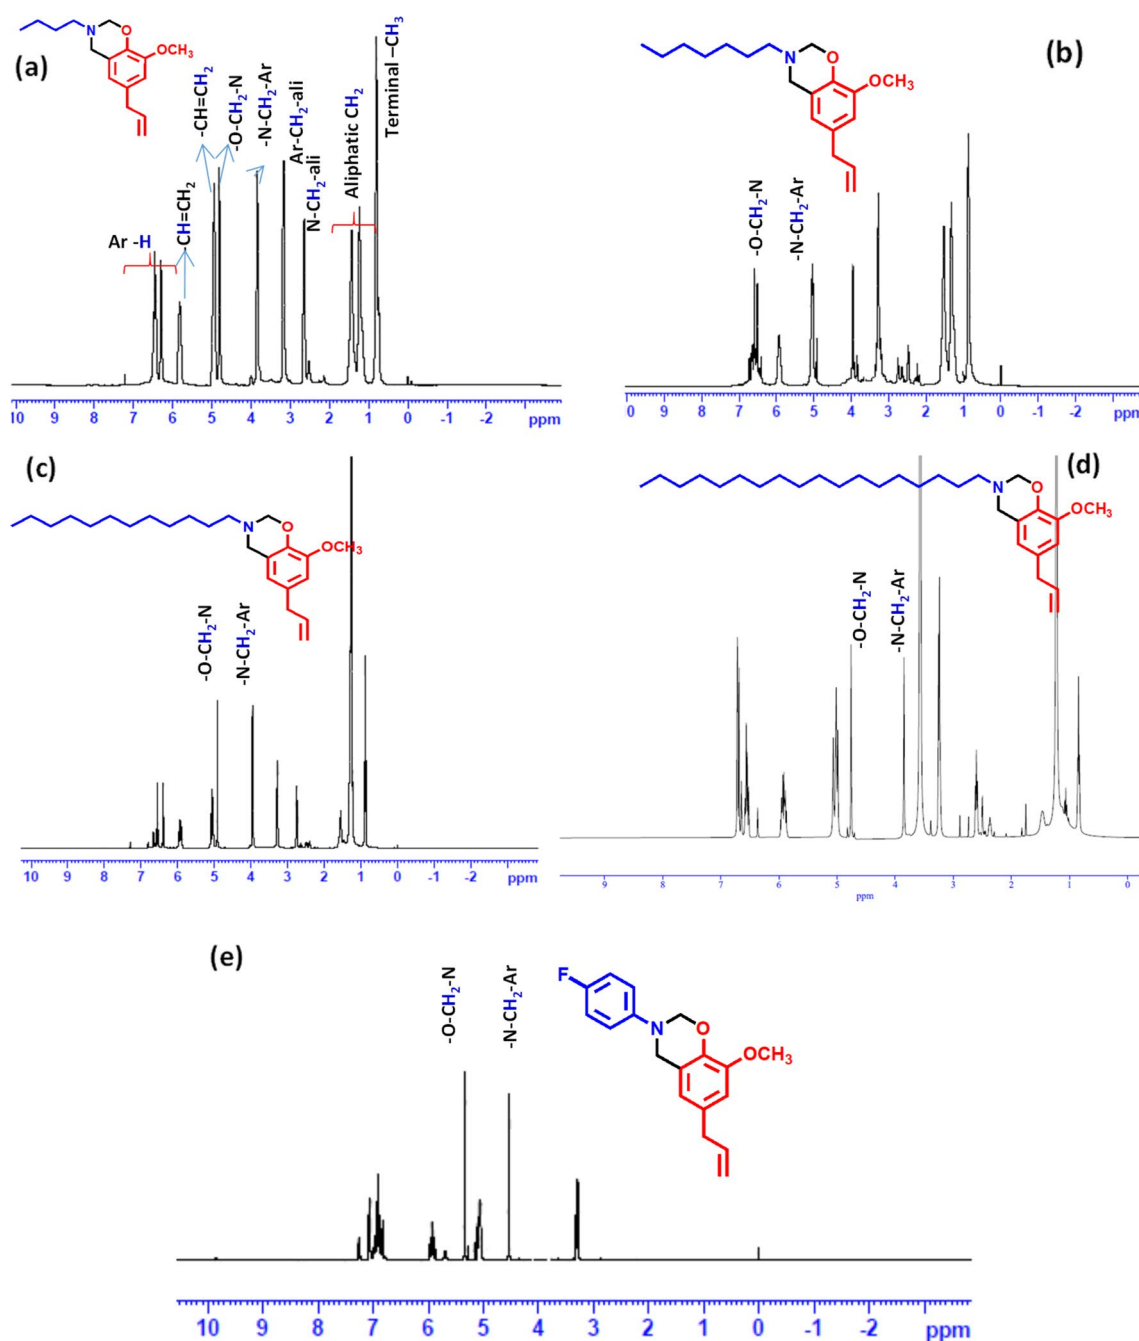 (a)
N
O
OCH3
-CH=CH2
-O-CH2-N
-N-CH2-Ar
Ar-CH2-ali
N-CH2-ali
Aliphatic CH2
Terminal –CH3
Ar -H
-CH=CH2
10 9 8 7 6 5 4 3 2 1 0 -1 -2 ppm
(b)
N
O
OCH3
-O-CH2-N
-N-CH2-Ar
0 9 8 7 6 5 4 3 2 1 0 -1 -2 ppm
(c)
N
O
OCH3
-O-CH2-N
-N-CH2-Ar
10 9 8 7 6 5 4 3 2 1 0 -1 -2 ppm
(d)
N
O
OCH3
-O-CH2-N
-N-CH2-Ar
9 8 7 6 5 4 3 2 1 0
ppm
(e)
F
N
O
OCH3
-O-CH2-N
-N-CH2-Ar
10 9 8 7 6 5 4 3 2 1 0 -1 -2 ppm